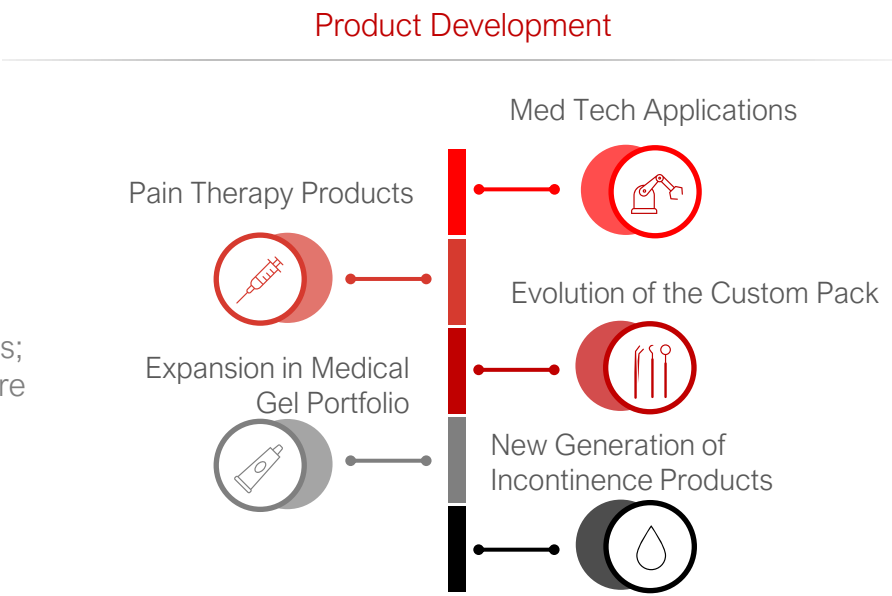 Product Development
Med Tech Applications
Pain Therapy Products
Evolution of the Custom Pack
Expansion in Medical
Gel Portfolio
New Generation of
Incontinence Products